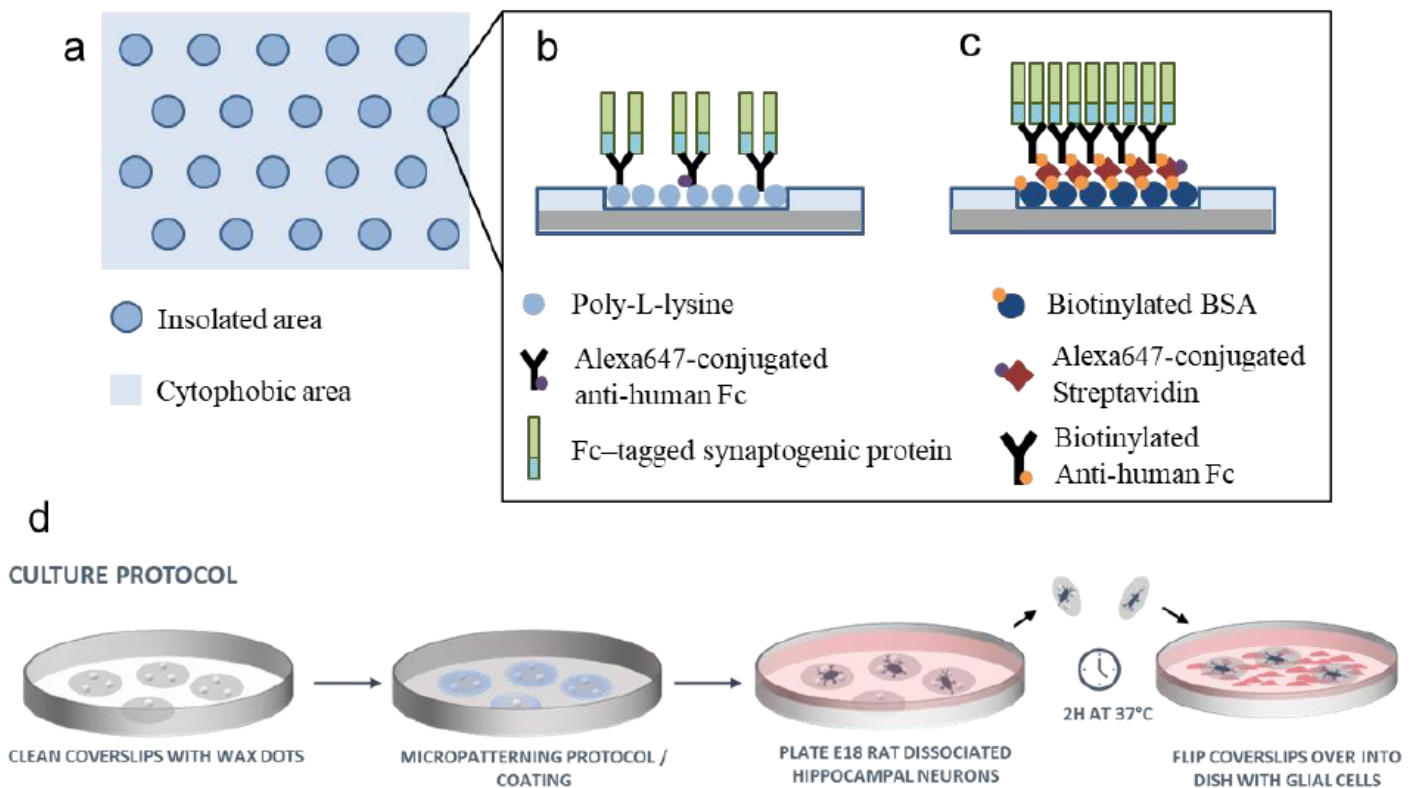 a
Insolated area
Cytophobic area
b
Poly-L-lysine
Alexa647-conjugated
anti-human Fc
Fc–tagged synaptogenic protein
c
Biotinylated BSA
Alexa647-conjugated
Streptavidin
Biotinylated
Anti-human Fc
d
CULTURE PROTOCOL
CLEAN COVERSLIPS WITH WAX DOTS
MICROPATTERNING PROTOCOL /
COATING
PLATE E18 RAT DISSOCIATED
HIPPOCAMPAL NEURONS
2H AT 37°C
FLIP COVERSLIPS OVER INTO
DISH WITH GLIAL CELLS